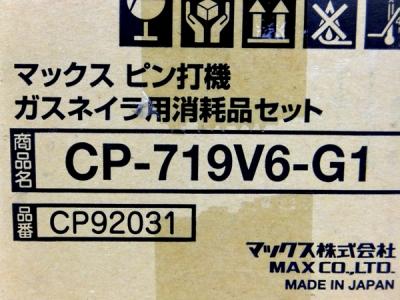 マックス ピン打機
ガスネイラ用消耗品セット
商品名 CP-719V6-G1
品番 CP92031
マックス株式会社
MAX CO.,LTD.
MADE IN JAPAN